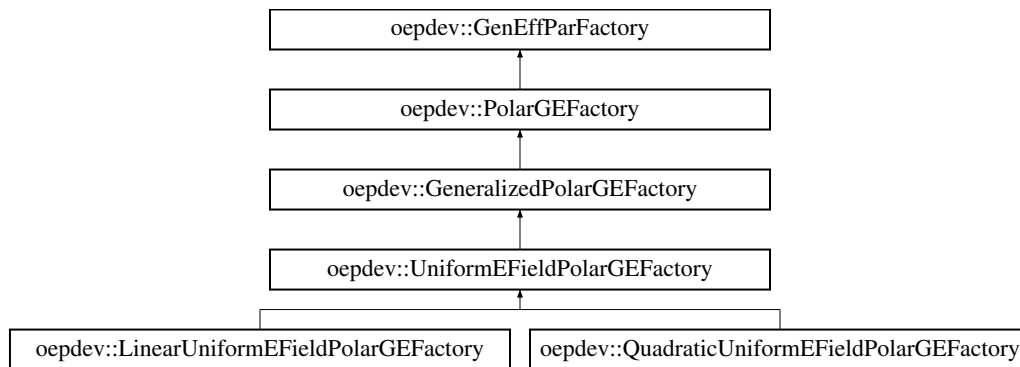 oepdev::GenEffParFactory
oepdev::PolarGEFactory
oepdev::GeneralizedPolarGEFactory
oepdev::UniformEFieldPolarGEFactory
oepdev::LinearUniformEFieldPolarGEFactory
oepdev::QuadraticUniformEFieldPolarGEFactory